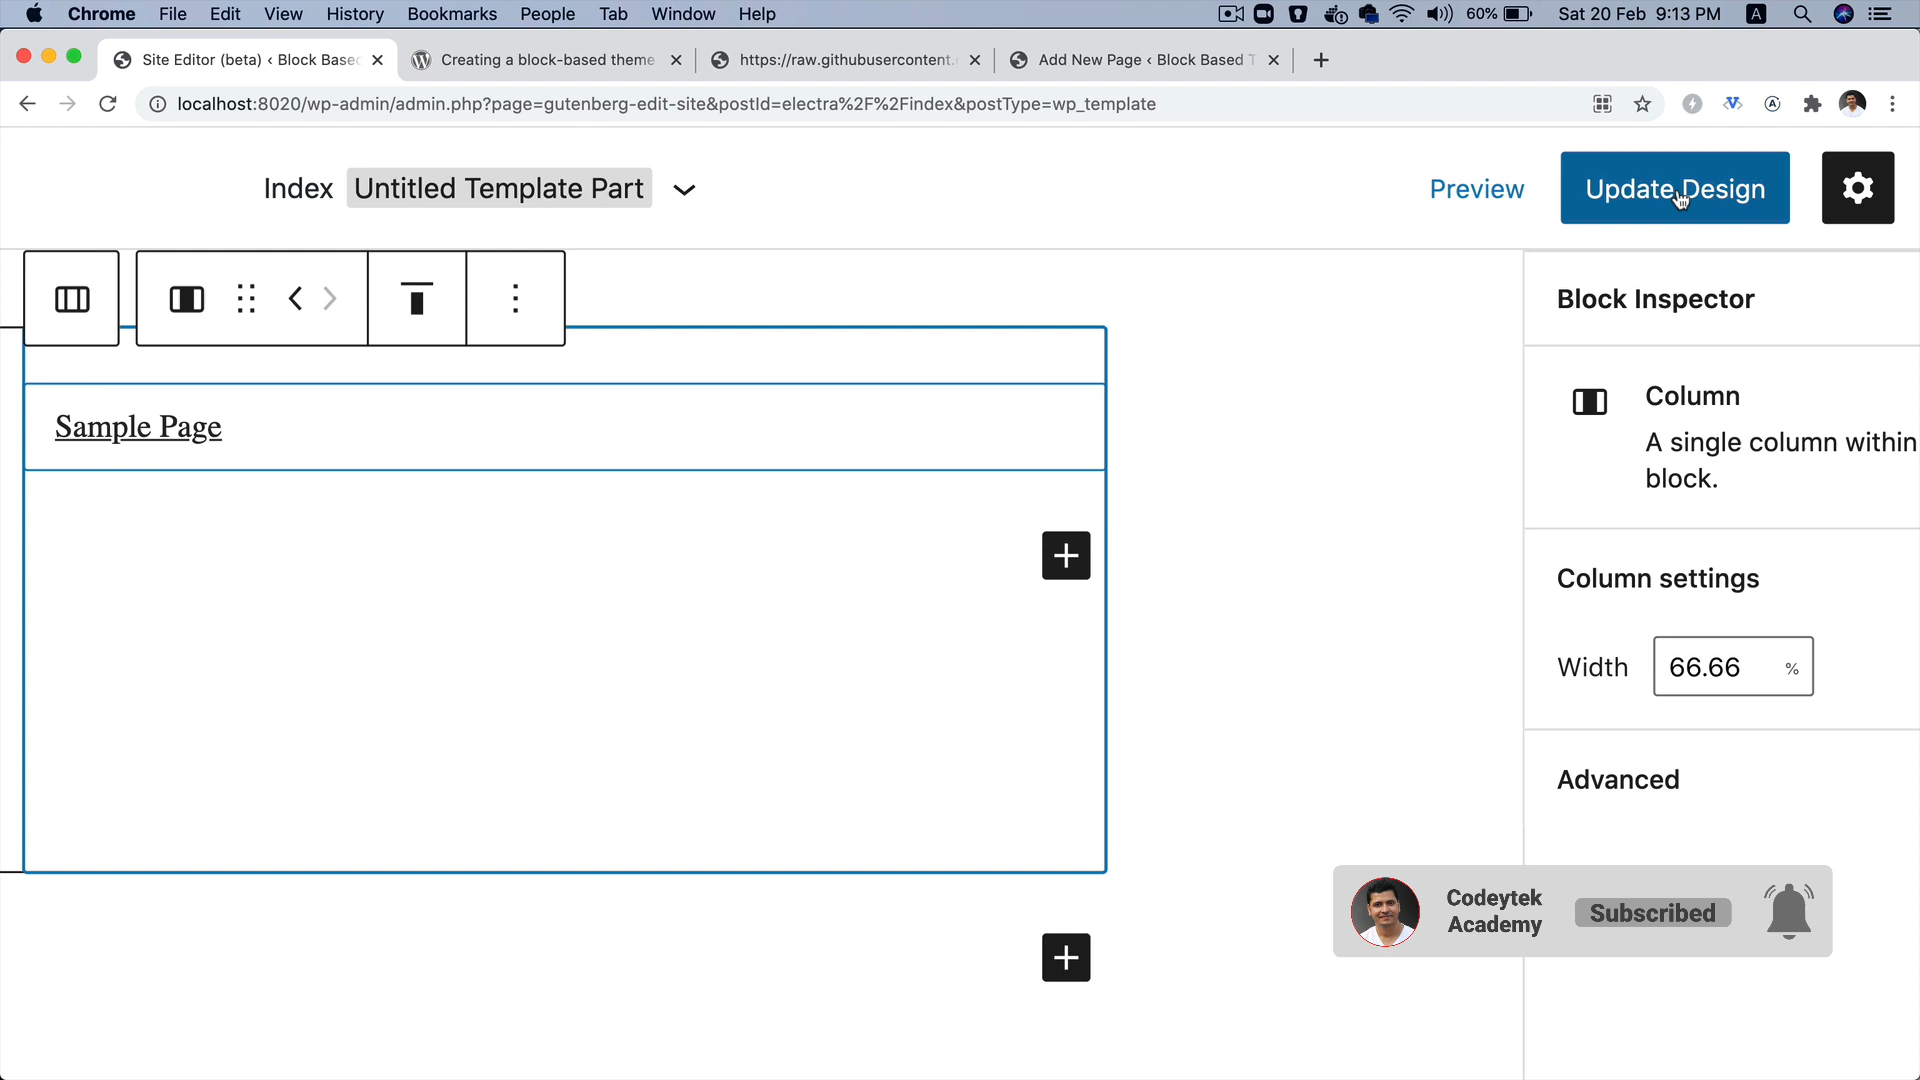 Chrome File Edit View History Bookmarks People Tab Window Help 60% Sat 20 Feb 9:13 PM A
Site Editor (beta) ‹ Block Based
Creating a block-based theme
https://raw.githubusercontent.
Add New Page ‹ Block Based T
localhost:8020/wp-admin/admin.php?page=gutenberg-edit-site&postId=electra%2F%2Findex&postType=wp_template
Index Untitled Template Part
Preview
Update Design
Block Inspector
Column
A single column within
block.
Sample Page
Column settings
Width 66.66 %
Advanced
Codeytek
Academy
Subscribed